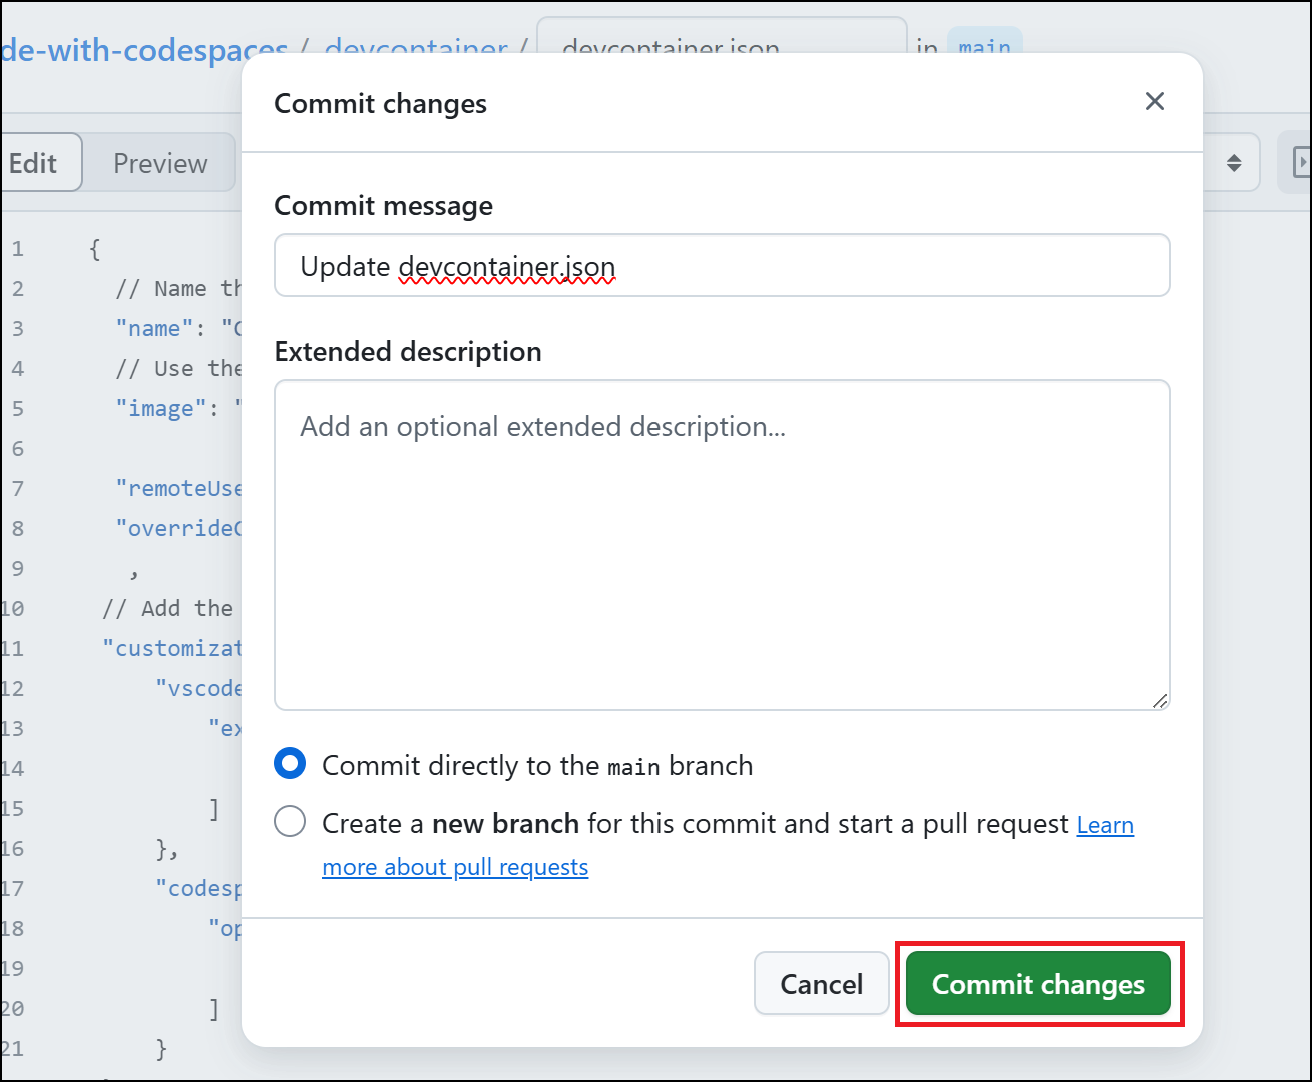 de-with-codespaces / devcontainer / devcontainer.json in main
Commit changes
Edit Preview
Commit message
Update devcontainer.json
Extended description
Add an optional extended description...
Commit directly to the main branch
Create a new branch for this commit and start a pull request Learn
more about pull requests
Cancel Commit changes
1 {
2 // Name th
3 "name": "C
4 // Use the
5 "image": "
6
7 "remoteUse
8 "overrideC
9 ,
10 // Add the
11 "customizat
12 "vscode
13 "ex
14
15 ]
16 },
17 "codesp
18 "op
19
20 ]
21 }